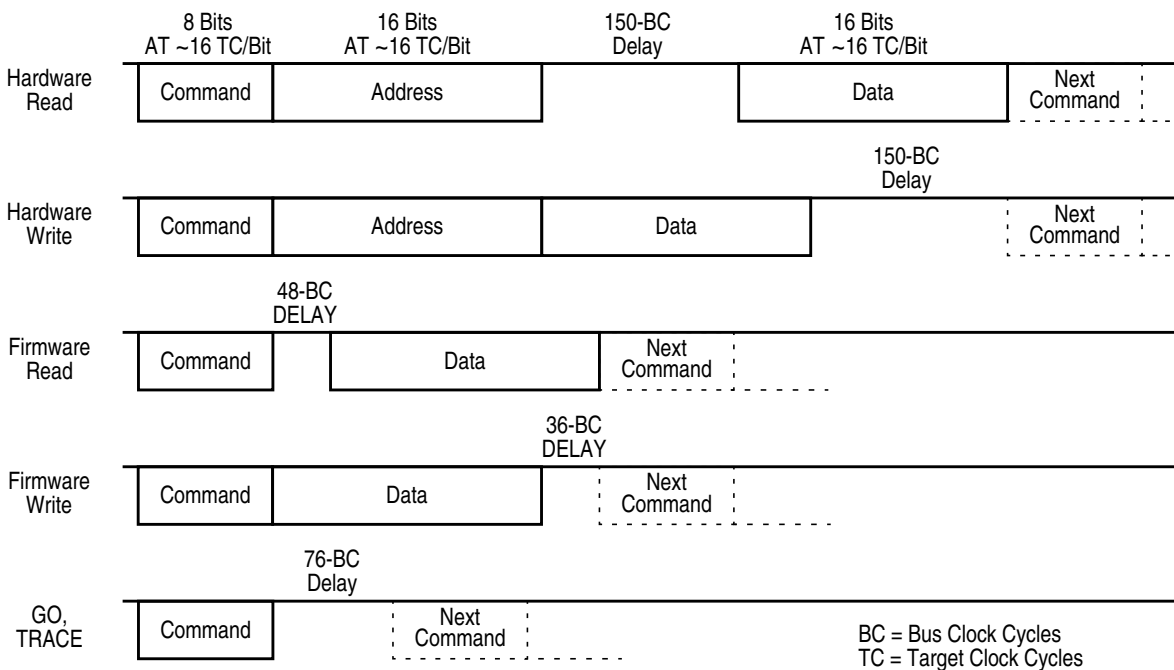 8 Bits
AT ~16 TC/Bit
16 Bits
AT ~16 TC/Bit
150-BC
Delay
16 Bits
AT ~16 TC/Bit
Hardware
Read
Command
Address
Data
Next
Command
150-BC
Delay
Hardware
Write
Command
Address
Data
Next
Command
48-BC
DELAY
Firmware
Read
Command
Data
Next
Command
36-BC
DELAY
Firmware
Write
Command
Data
Next
Command
76-BC
Delay
GO,
TRACE
Command
Next
Command
BC = Bus Clock Cycles
TC = Target Clock Cycles